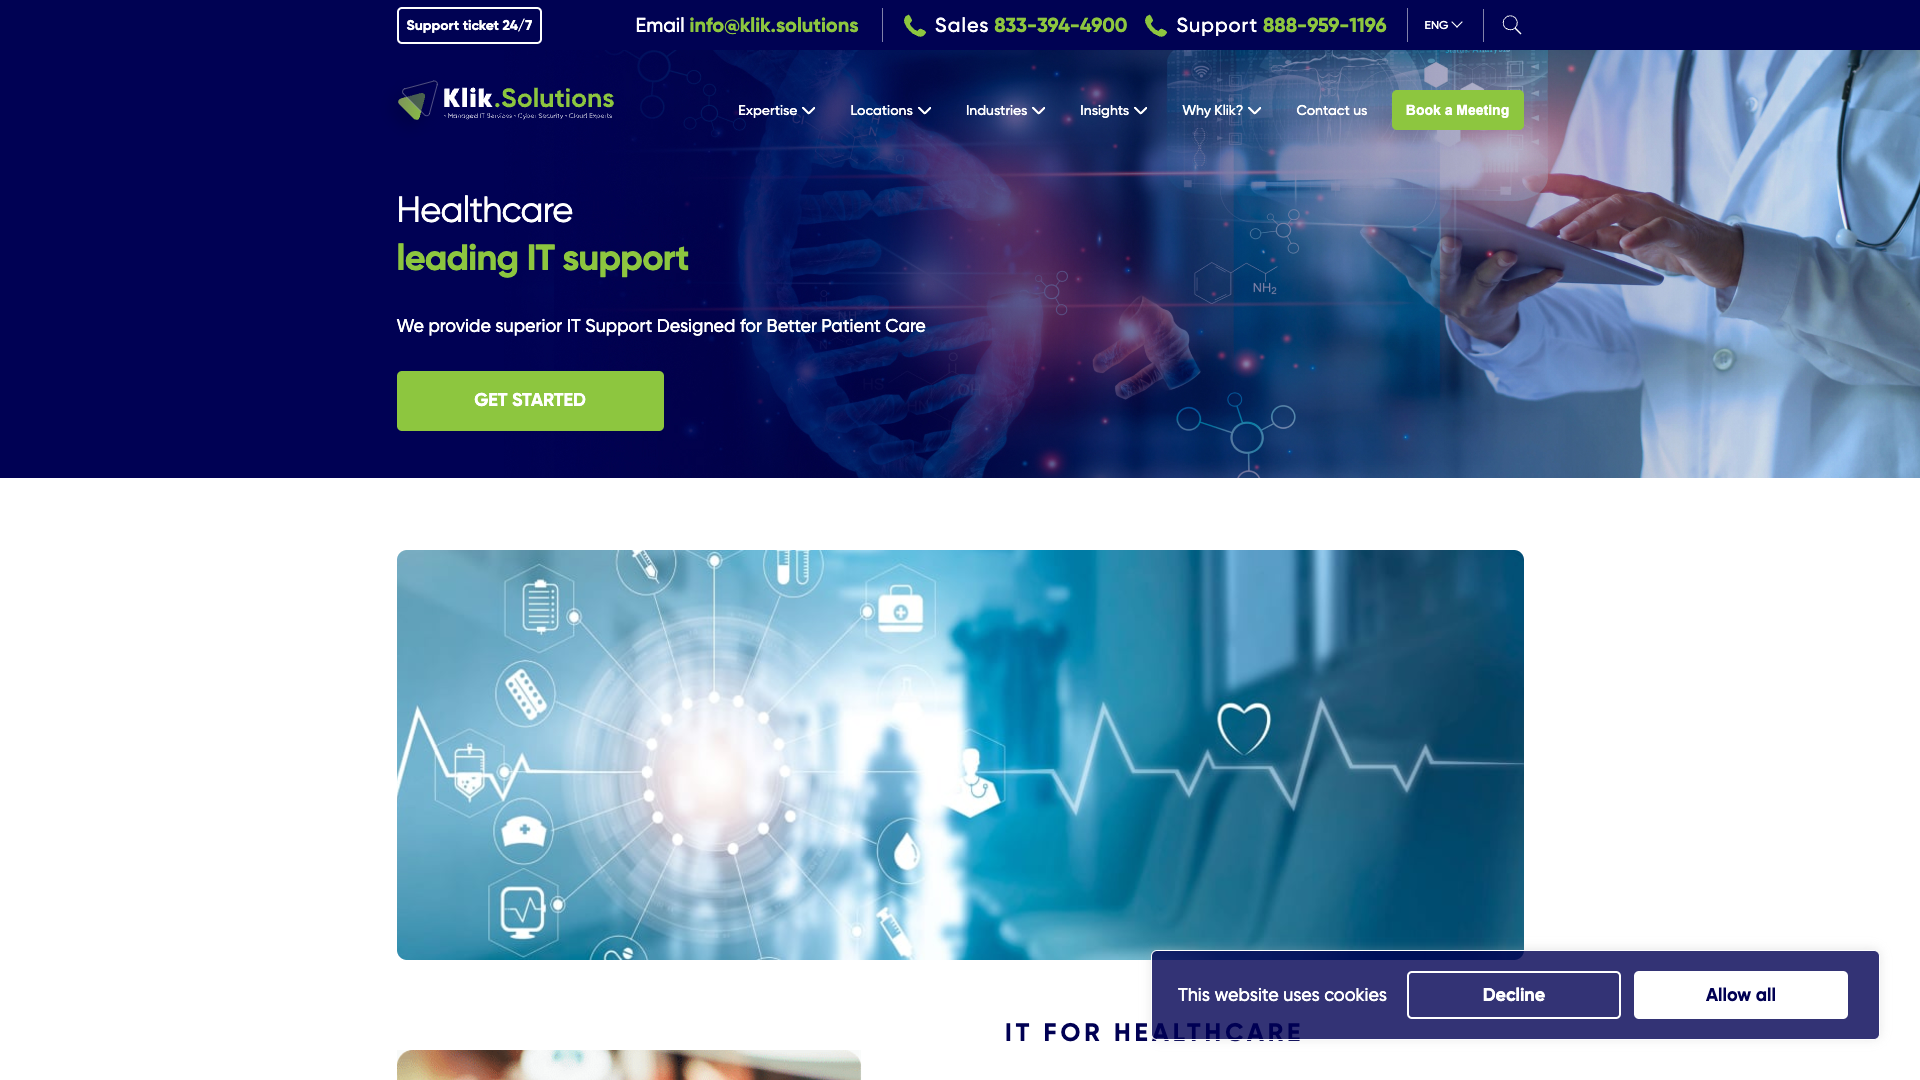 Support ticket 24/7
Email info@klik.solutions
Sales 833-394-4900
Support 888-959-1196
ENG
Klik.Solutions
- Managed IT Services - Cyber Security - Cloud Experts
Expertise
Locations
Industries
Insights
Why Klik?
Contact us
Book a Meeting
Healthcare
leading IT support
We provide superior IT Support Designed for Better Patient Care
GET STARTED
NH2
This website uses cookies
Decline
Allow all
IT FOR HEALTHCARE